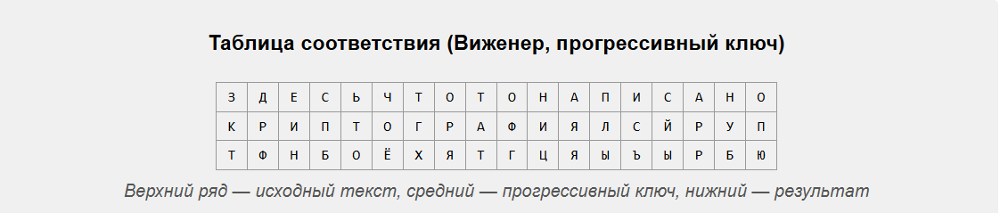 Таблица соответствия (Виженер, прогрессивный ключ)
З Д Е С Ь Ч Т О Т О Н А П И С А Н О
К Р И П Т О Г Р А Ф И Я Л С Й Р У П
Т Ф Н Б О Ё Х Я Т Г Ц Я Ы Ъ Ы Р Б Ю
Верхний ряд — исходный текст, средний — прогрессивный ключ, нижний — результат